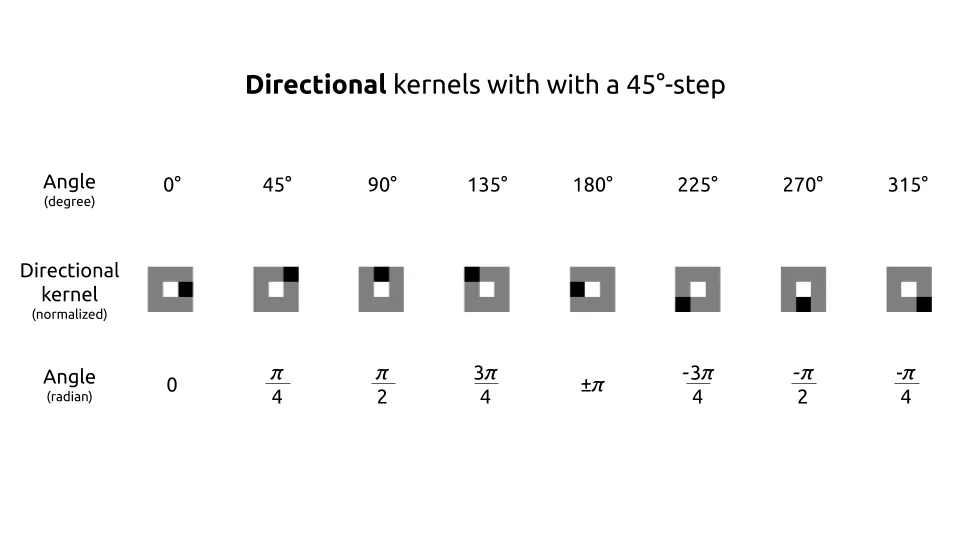 Directional kernels with with a 45°-step
Angle 0° 45° 90° 135° 180° 225° 270° 315°
(degree)
Directional
kernel
(normalized)
Angle 0 π/4 π/2 3π/4 ±π -3π/4 -π/2 -π/4
(radian)